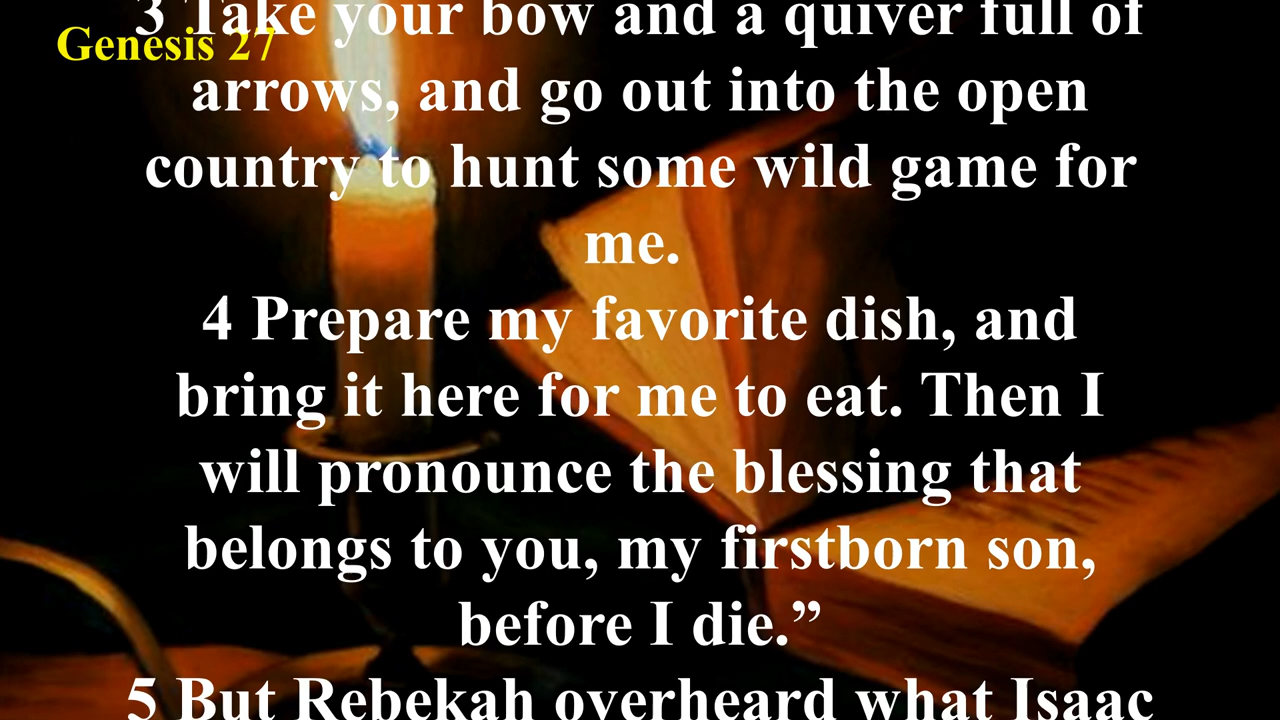 3 Take your bow and a quiver full of
Genesis 27
arrows, and go out into the open
country to hunt some wild game for
me.
4 Prepare my favorite dish, and
bring it here for me to eat. Then I
will pronounce the blessing that
belongs to you, my firstborn son,
before I die.”
5 But Rebekah overheard what Isaac